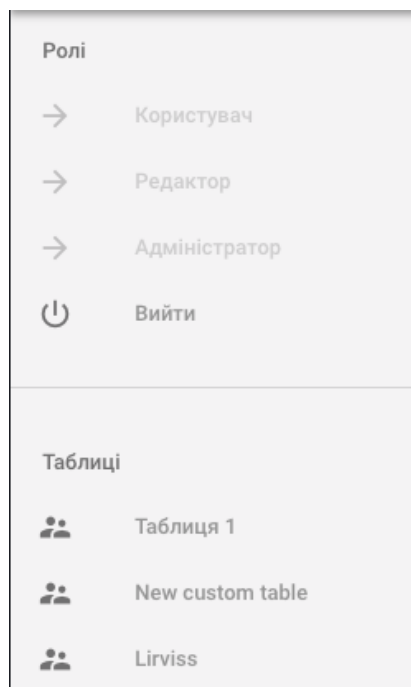 Ролі
Користувач
Редактор
Адміністратор
Вийти
Таблиці
Таблиця 1
New custom table
Lirviss